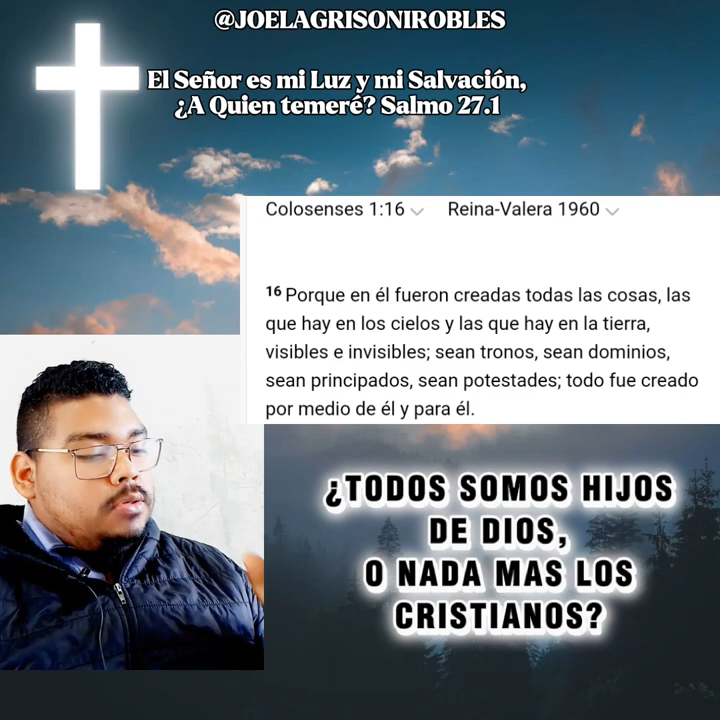 @JOELAGRISONIROBLES
El Señor es mi Luz y mi Salvación,
¿A Quien temeré? Salmo 27.1
Colosenses 1:16 Reina-Valera 1960
16 Porque en él fueron creadas todas las cosas, las
que hay en los cielos y las que hay en la tierra,
visibles e invisibles; sean tronos, sean dominios,
sean principados, sean potestades; todo fue creado
por medio de él y para él.
¿TODOS SOMOS HIJOS
DE DIOS,
O NADA MAS LOS
CRISTIANOS?